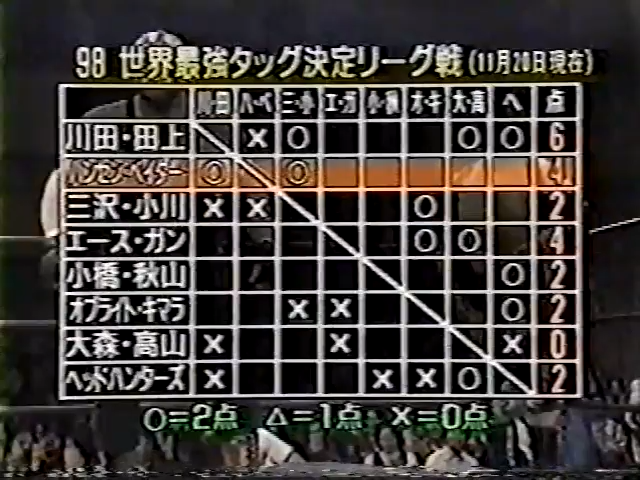 98 世界最強タッグ決定リーグ戦 (11月20日現在)
川・田 ハ・ベ 三・小 エ・ガ 小・秋 オ・キ 大・高 ヘ 点
川田・田上 × ○ ○ ○ 6
ハンセン・ベイダー ○ ○ 4
三沢・小川 × × ○ 2
エース・ガン ○ ○ 4
小橋・秋山 ○ 2
オブライト・キマラ × × ○ 2
大森・高山 × × × 0
ヘッドハンターズ × × × ○ 2
○=2点 △=1点 ×=0点